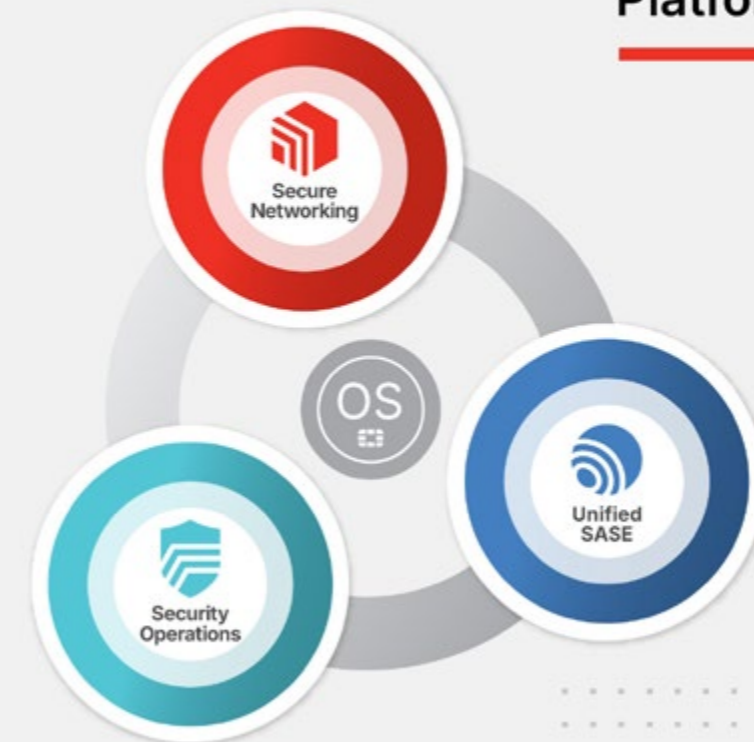 Secure
Networking
OS
Unified
SASE
Security
Operations